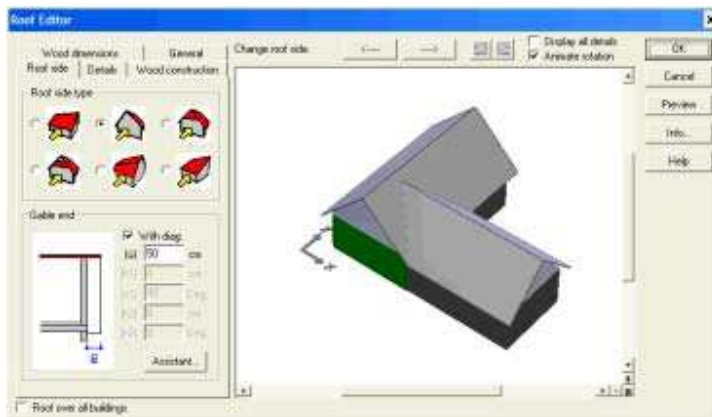 Roof Editor
Wood dimensions
General
Roof side
Details
Wood construction
Change roof side:
<---
--->
Display all details
Animate rotation
OK
Cancel
Preview
Info...
Help
Roof side type
Gable end
With diag.
50
cm
Assistant...
B
Roof over all buildings